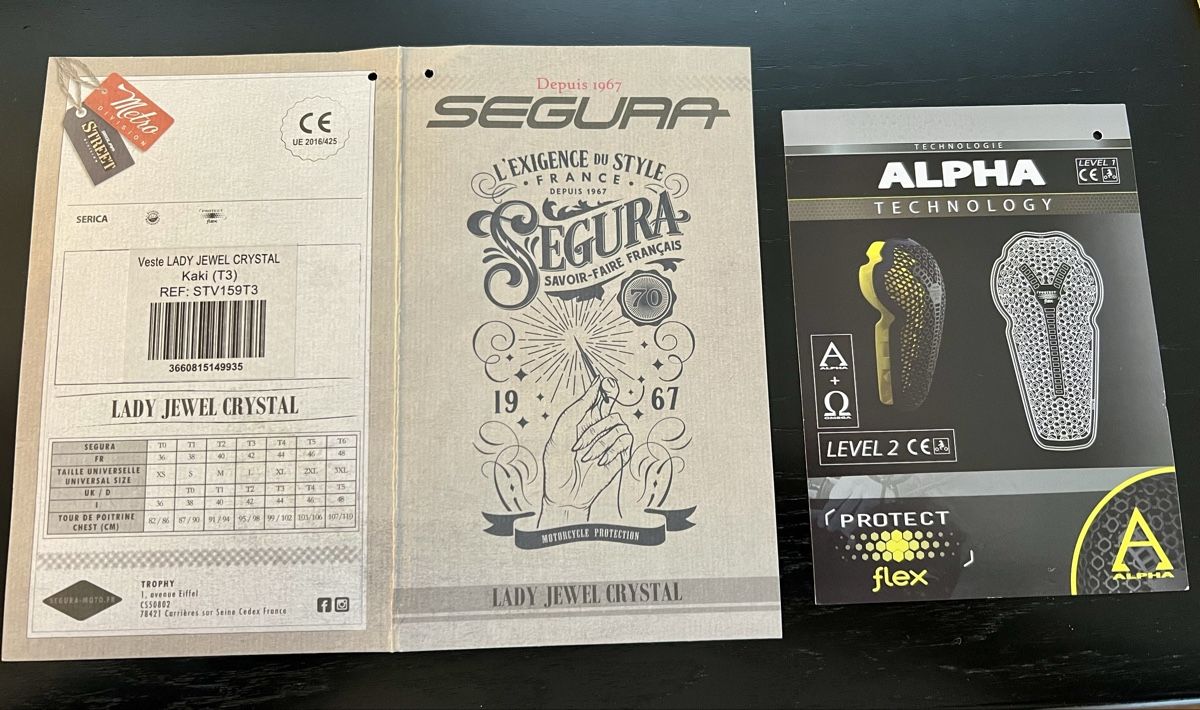 Metro
DIVISION
STREET
CE
UE 2016/425
SERICA
PROTECT
flex
Veste LADY JEWEL CRYSTAL
Kaki (T3)
REF: STV159T3
3660815149935
LADY JEWEL CRYSTAL
SEGURA T0 T1 T2 T3 T4 T5 T6
FR 36 38 40 42 44 46 48
TAILLE UNIVERSELLE
UNIVERSAL SIZE XS S M L XL 2XL 3XL
UK / D T0 T1 T2 T3 T4 T5
I 36 38 40 42 44 46 48
TOUR DE POITRINE
CHEST (CM) 82 / 86 87 / 90 91 / 94 95 / 98 99 / 102 103/106 107/110
SEGURA-MOTO.FR
TROPHY
1, avenue Eiffel
CS50802
78421 Carrières sur Seine Cedex France
Depuis 1967
SEGURA
L'EXIGENCE DU STYLE
• FRANCE •
DEPUIS 1967
SEGURA
SAVOIR-FAIRE FRANÇAIS
70
19 67
MOTORCYCLE PROTECTION
LADY JEWEL CRYSTAL
TECHNOLOGIE
ALPHA
TECHNOLOGY
LEVEL 1
CE
PROTECT
flex
A
ALPHA
+
Ω
OMEGA
LEVEL 2 CE
PROTECT
flex
A
ALPHA